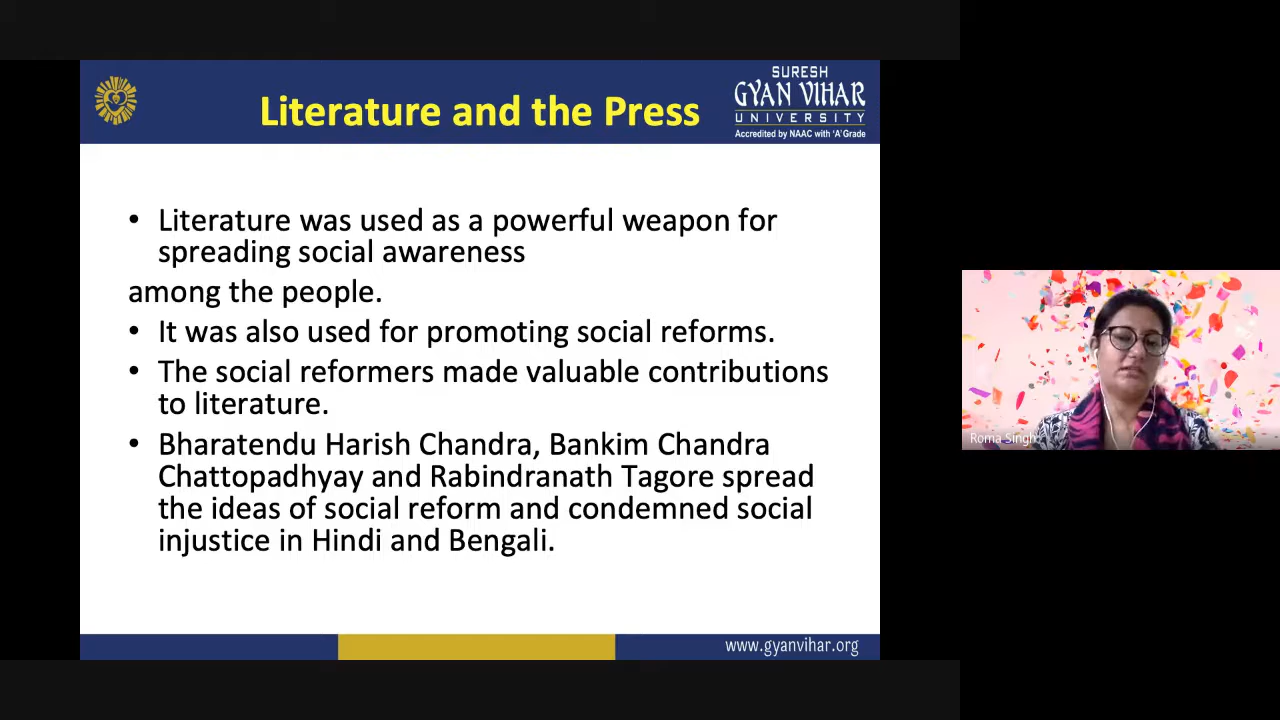 Literature and the Press
SURESH
GYAN VIHAR
UNIVERSITY
Accredited by NAAC with 'A' Grade
• Literature was used as a powerful weapon for
spreading social awareness
among the people.
• It was also used for promoting social reforms.
• The social reformers made valuable contributions
to literature.
• Bharatendu Harish Chandra, Bankim Chandra
Chattopadhyay and Rabindranath Tagore spread
the ideas of social reform and condemned social
injustice in Hindi and Bengali.
www.gyanvihar.org
Roma Singh